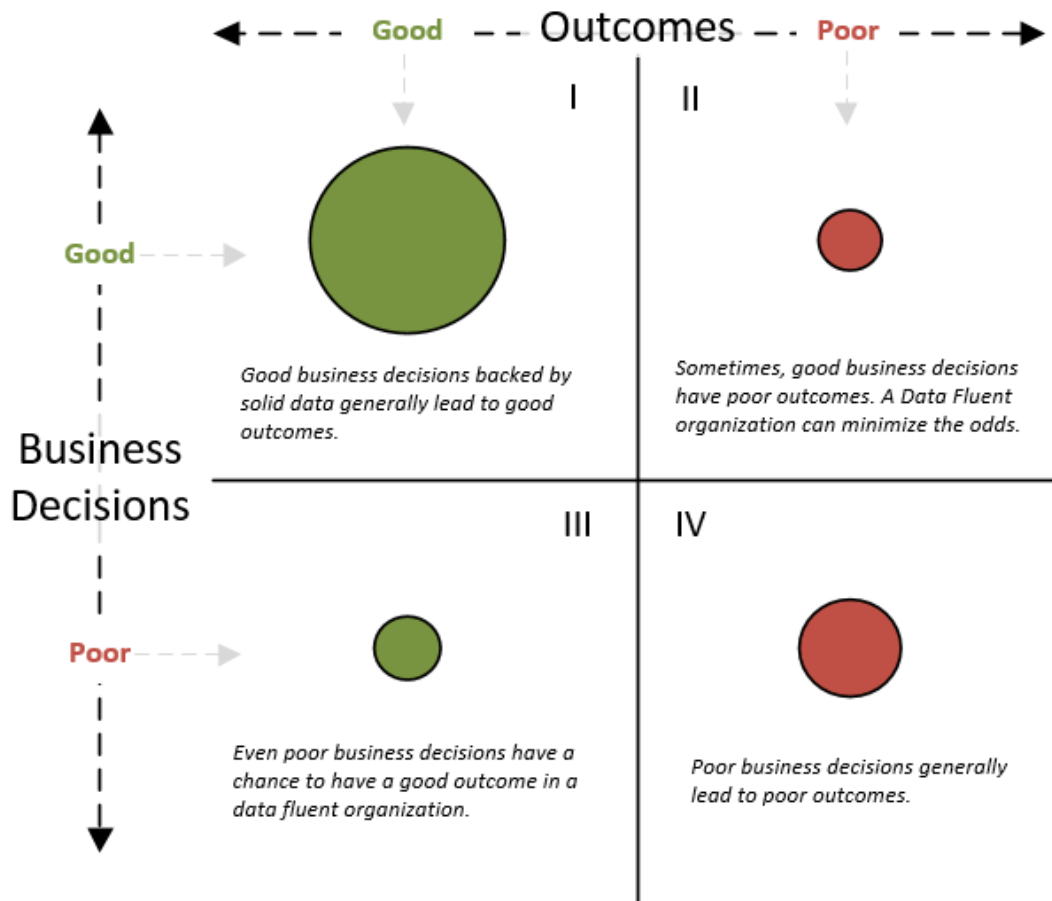 Outcomes
Good
Poor
I
II
Good
Good business decisions backed by
solid data generally lead to good
outcomes.
Sometimes, good business decisions
have poor outcomes. A Data Fluent
organization can minimize the odds.
Business
Decisions
III
IV
Poor
Even poor business decisions have a
chance to have a good outcome in a
data fluent organization.
Poor business decisions generally
lead to poor outcomes.